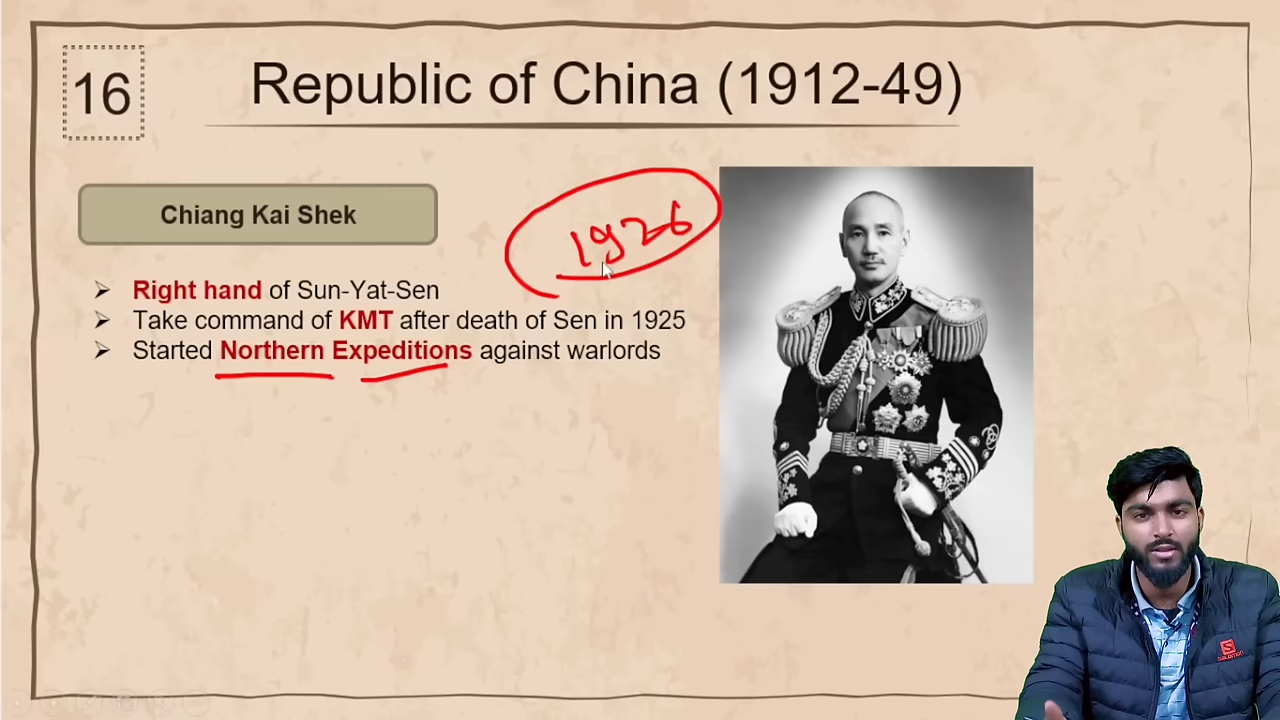 16
Republic of China (1912-49)
Chiang Kai Shek
1926
➢ Right hand of Sun-Yat-Sen
➢ Take command of KMT after death of Sen in 1925
➢ Started Northern Expeditions against warlords
S
salomon